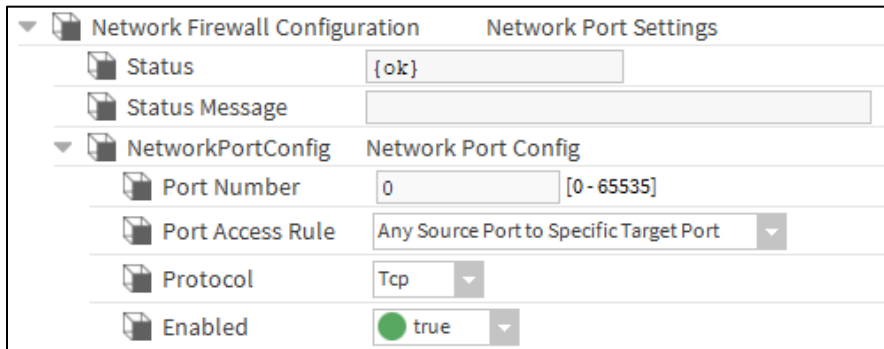 Network Firewall Configuration Network Port Settings
Status {ok}
Status Message
NetworkPortConfig Network Port Config
Port Number 0 [0 - 65535]
Port Access Rule Any Source Port to Specific Target Port
Protocol Tcp
Enabled true